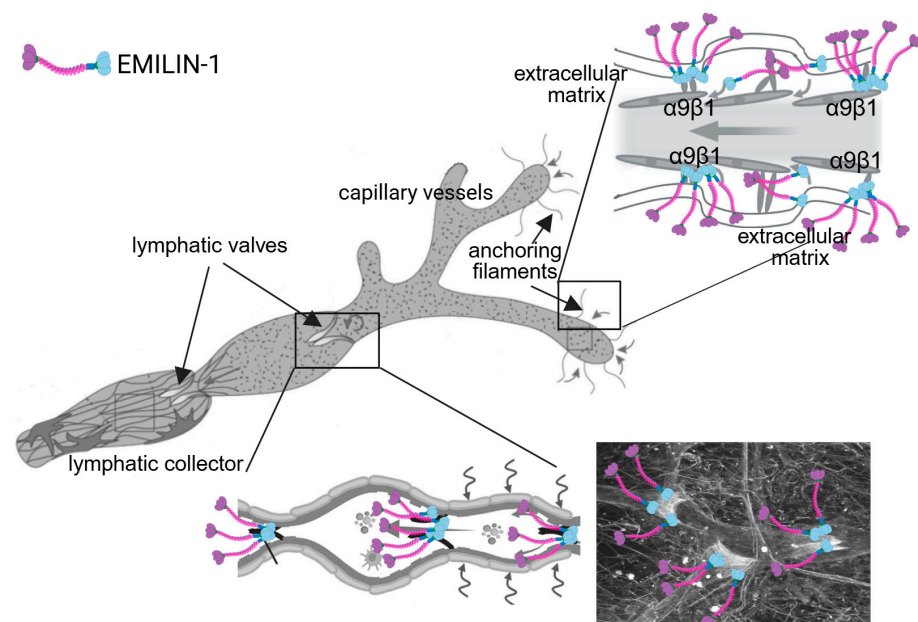 EMILIN-1
extracellular
matrix
α9β1
α9β1
α9β1
α9β1
capillary vessels
lymphatic valves
anchoring
filaments
extracellular
matrix
lymphatic collector